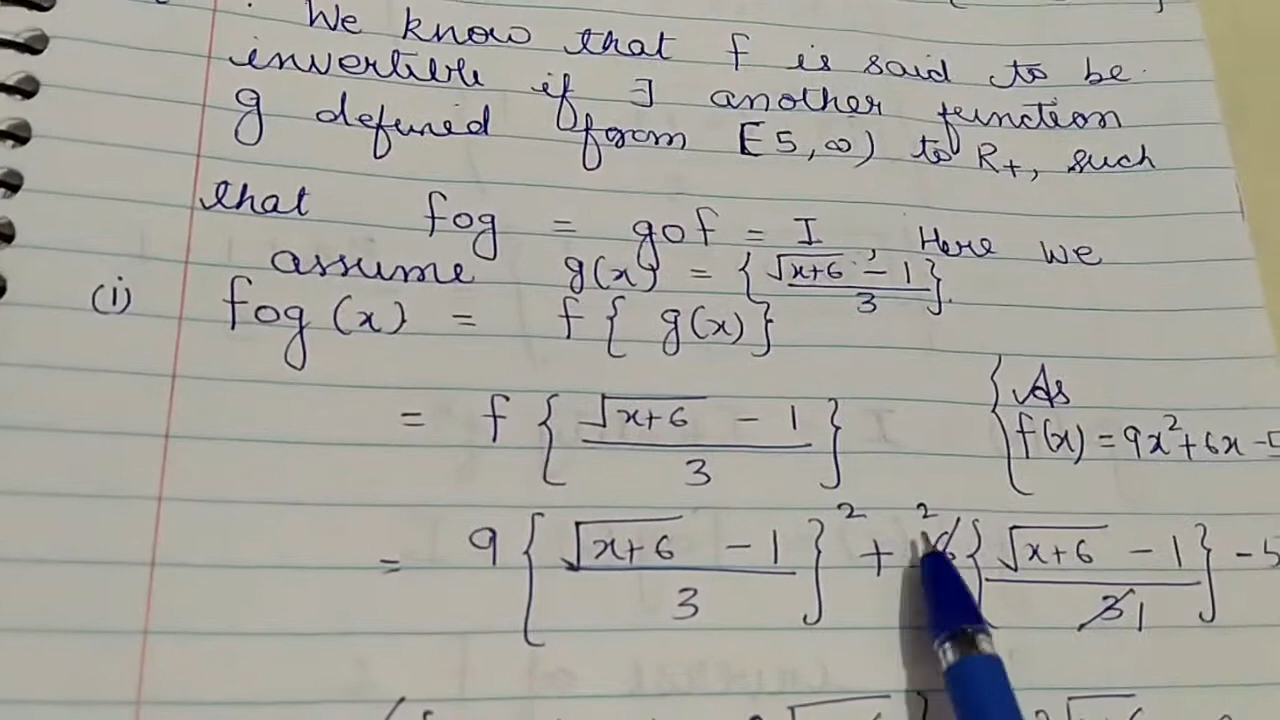 We know that f is said to be
invertible if ∃ another function
g defined from [5,∞) to R+, such
that fog = gof = I, Here we
assume g(x) = {(√(x+6) - 1)/3}.
(i) fog(x) = f{ g(x)}
= f{(√(x+6) - 1)/3} {As
f(x) = 9x²+6x-5
= 9{(√(x+6) - 1)/3}² + 6 2{(√(x+6) - 1)/3 1} - 5